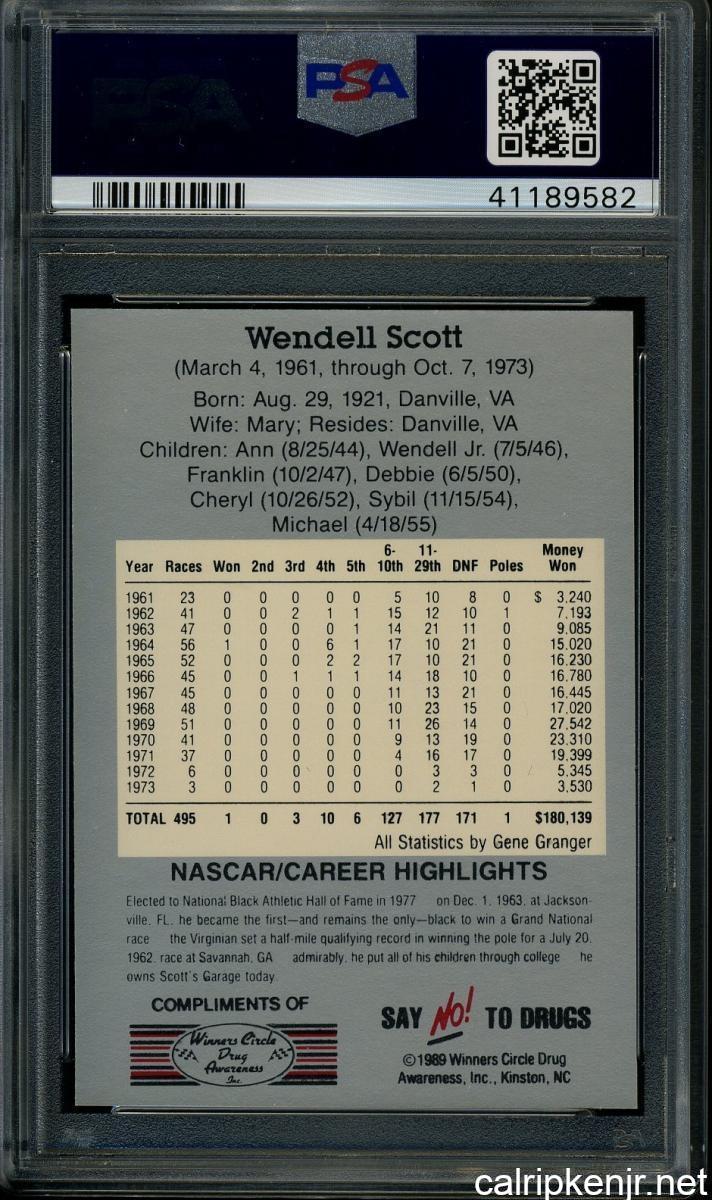 PSA
41189582
Wendell Scott
(March 4, 1961, through Oct. 7, 1973)
Born: Aug. 29, 1921, Danville, VA
Wife: Mary; Resides: Danville, VA
Children: Ann (8/25/44), Wendell Jr. (7/5/46),
Franklin (10/2/47), Debbie (6/5/50),
Cheryl (10/26/52), Sybil (11/15/54),
Michael (4/18/55)
Year Races Won 2nd 3rd 4th 5th 6-10th 11-29th DNF Poles Money Won
1961 23 0 0 0 0 0 5 10 8 0 $ 3,240
1962 41 0 0 2 1 1 15 12 10 1 7,193
1963 47 0 0 0 0 1 14 21 11 0 9,085
1964 56 1 0 0 6 1 17 10 21 0 15,020
1965 52 0 0 0 2 2 17 10 21 0 16,230
1966 45 0 0 1 1 1 14 18 10 0 16,780
1967 45 0 0 0 0 0 11 13 21 0 16,445
1968 48 0 0 0 0 0 10 23 15 0 17,020
1969 51 0 0 0 0 0 11 26 14 0 27,542
1970 41 0 0 0 0 0 9 13 19 0 23,310
1971 37 0 0 0 0 0 4 16 17 0 19,399
1972 6 0 0 0 0 0 0 3 3 0 5,345
1973 3 0 0 0 0 0 0 2 1 0 3,530
TOTAL 495 1 0 3 10 6 127 177 171 1 $180,139
All Statistics by Gene Granger
NASCAR/CAREER HIGHLIGHTS
Elected to National Black Athletic Hall of Fame in 1977 on Dec. 1, 1963, at Jackson-
ville, FL, he became the first—and remains the only—black to win a Grand National
race the Virginian set a half-mile qualifying record in winning the pole for a July 20,
1962, race at Savannah, GA admirably, he put all of his children through college he
owns Scott's Garage today.
COMPLIMENTS OF
Winners Circle
Drug
Awareness
Inc.
SAY NO! TO DRUGS
©1989 Winners Circle Drug
Awareness, Inc., Kinston, NC
calripkenjr.net